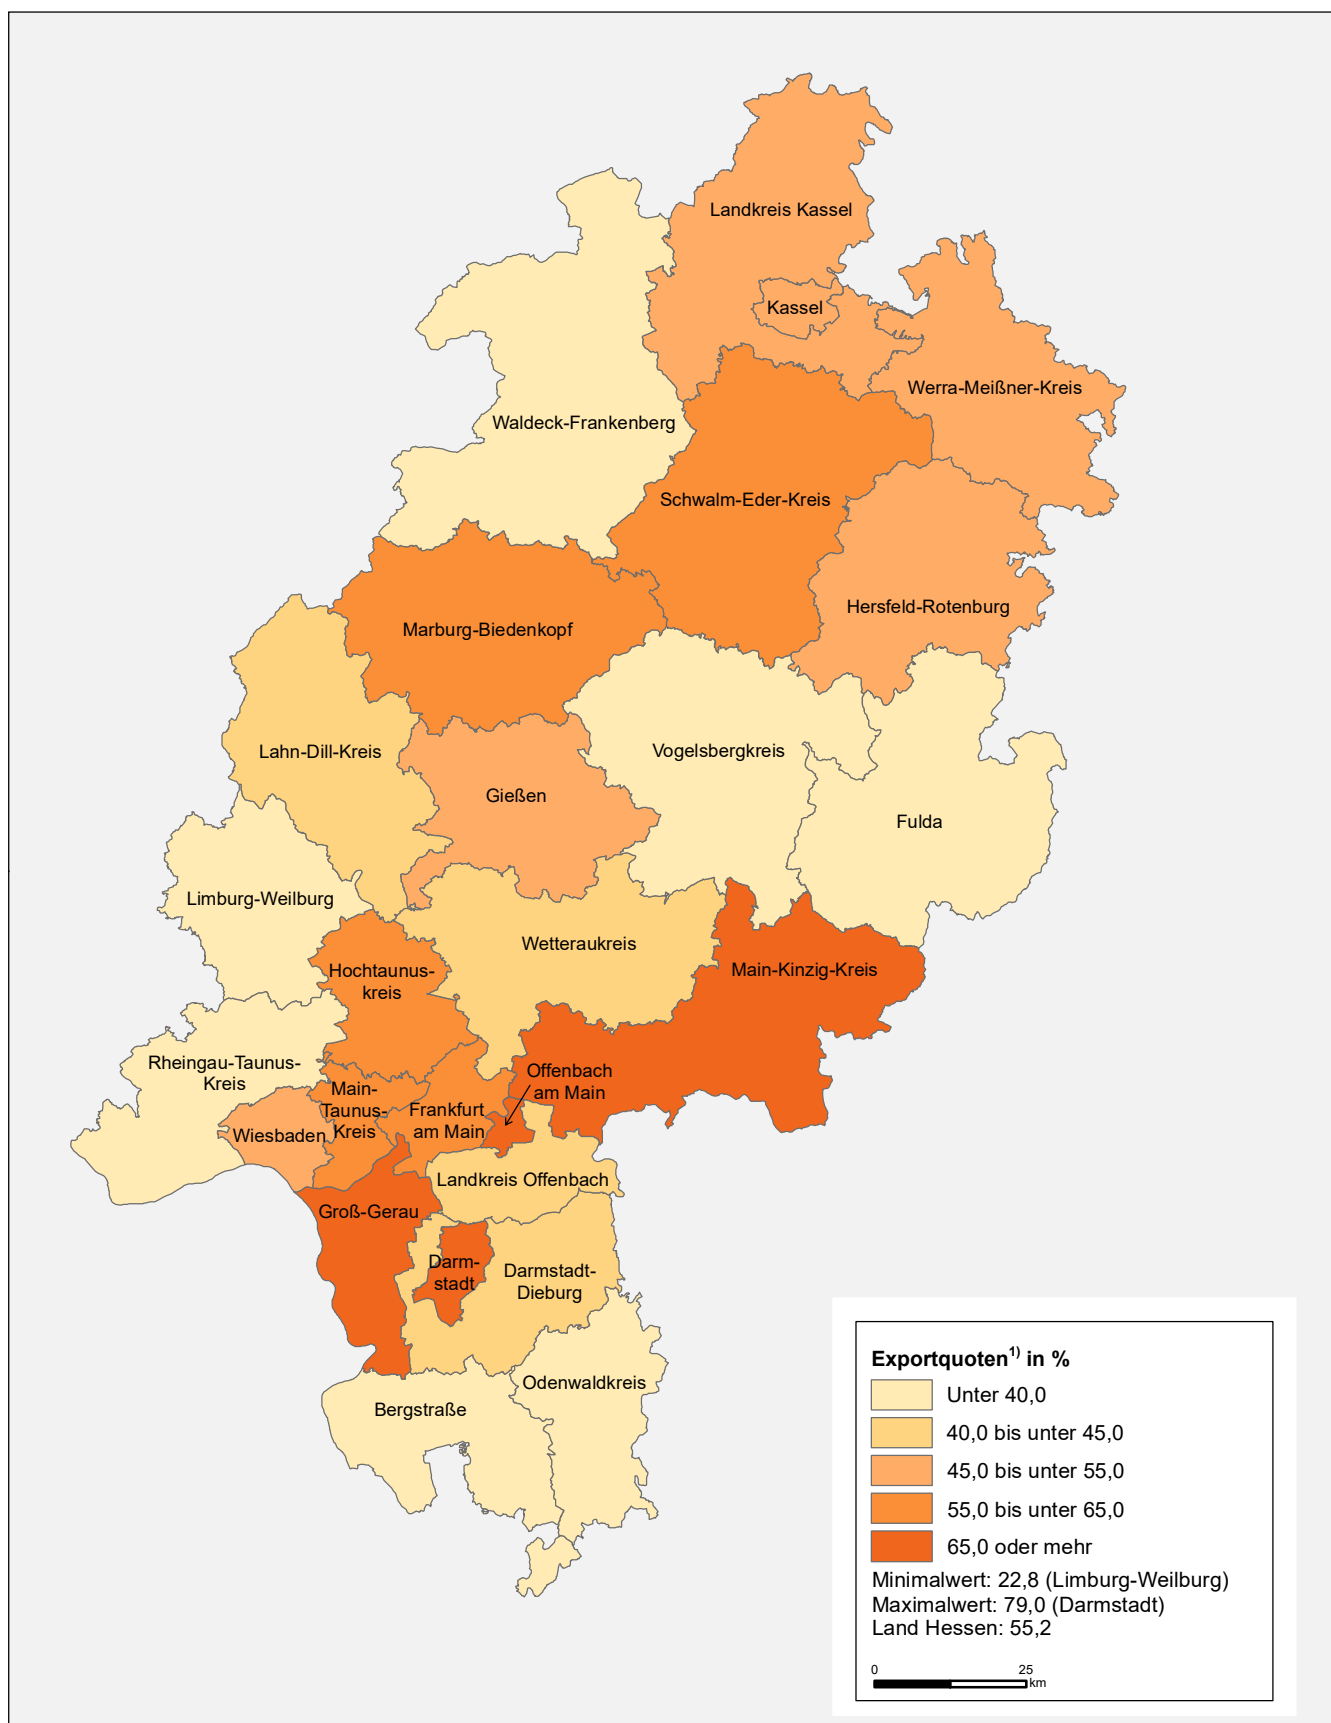 Landkreis Kassel
Kassel
Werra-Meißner-Kreis
Waldeck-Frankenberg
Schwalm-Eder-Kreis
Hersfeld-Rotenburg
Marburg-Biedenkopf
Lahn-Dill-Kreis
Vogelsbergkreis
Gießen
Fulda
Limburg-Weilburg
Wetteraukreis
Main-Kinzig-Kreis
Hochtaunus-
kreis
Rheingau-Taunus-
Kreis
Offenbach
am Main
Main-
Taunus-
Kreis
Frankfurt
am Main
Wiesbaden
Landkreis Offenbach
Groß-Gerau
Darm-
stadt
Darmstadt-
Dieburg
Odenwaldkreis
Bergstraße
Exportquoten1) in %
Unter 40,0
40,0 bis unter 45,0
45,0 bis unter 55,0
55,0 bis unter 65,0
65,0 oder mehr
Minimalwert: 22,8 (Limburg-Weilburg)
Maximalwert: 79,0 (Darmstadt)
Land Hessen: 55,2
0 25
km